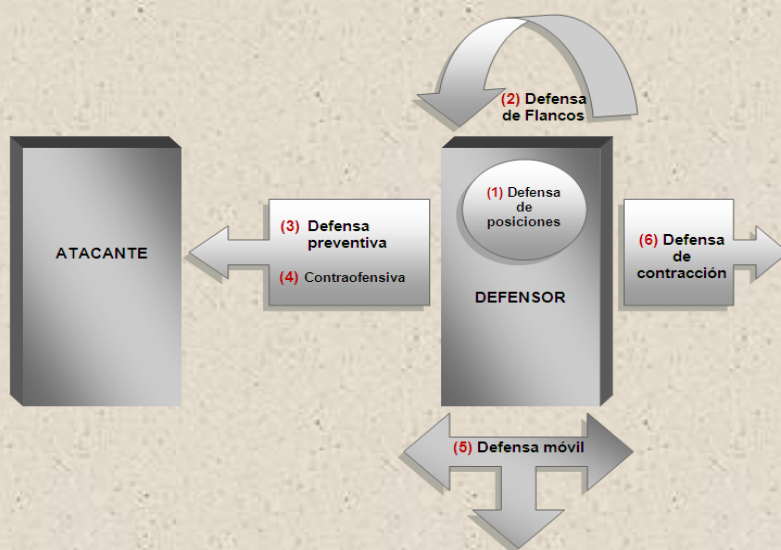 ATACANTE
(3) Defensa
preventiva
(4) Contraofensiva
(2) Defensa
de Flancos
(1) Defensa
de
posiciones
DEFENSOR
(6) Defensa
de
contracción
(5) Defensa móvil